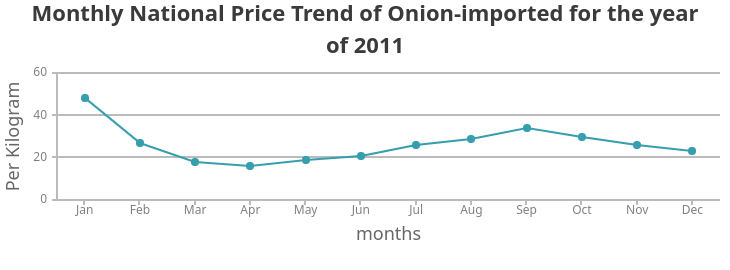 Monthly National Price Trend of Onion-imported for the year
of 2011
Per Kilogram
60
40
20
0
Jan Feb Mar Apr May Jun Jul Aug Sep Oct Nov Dec
months